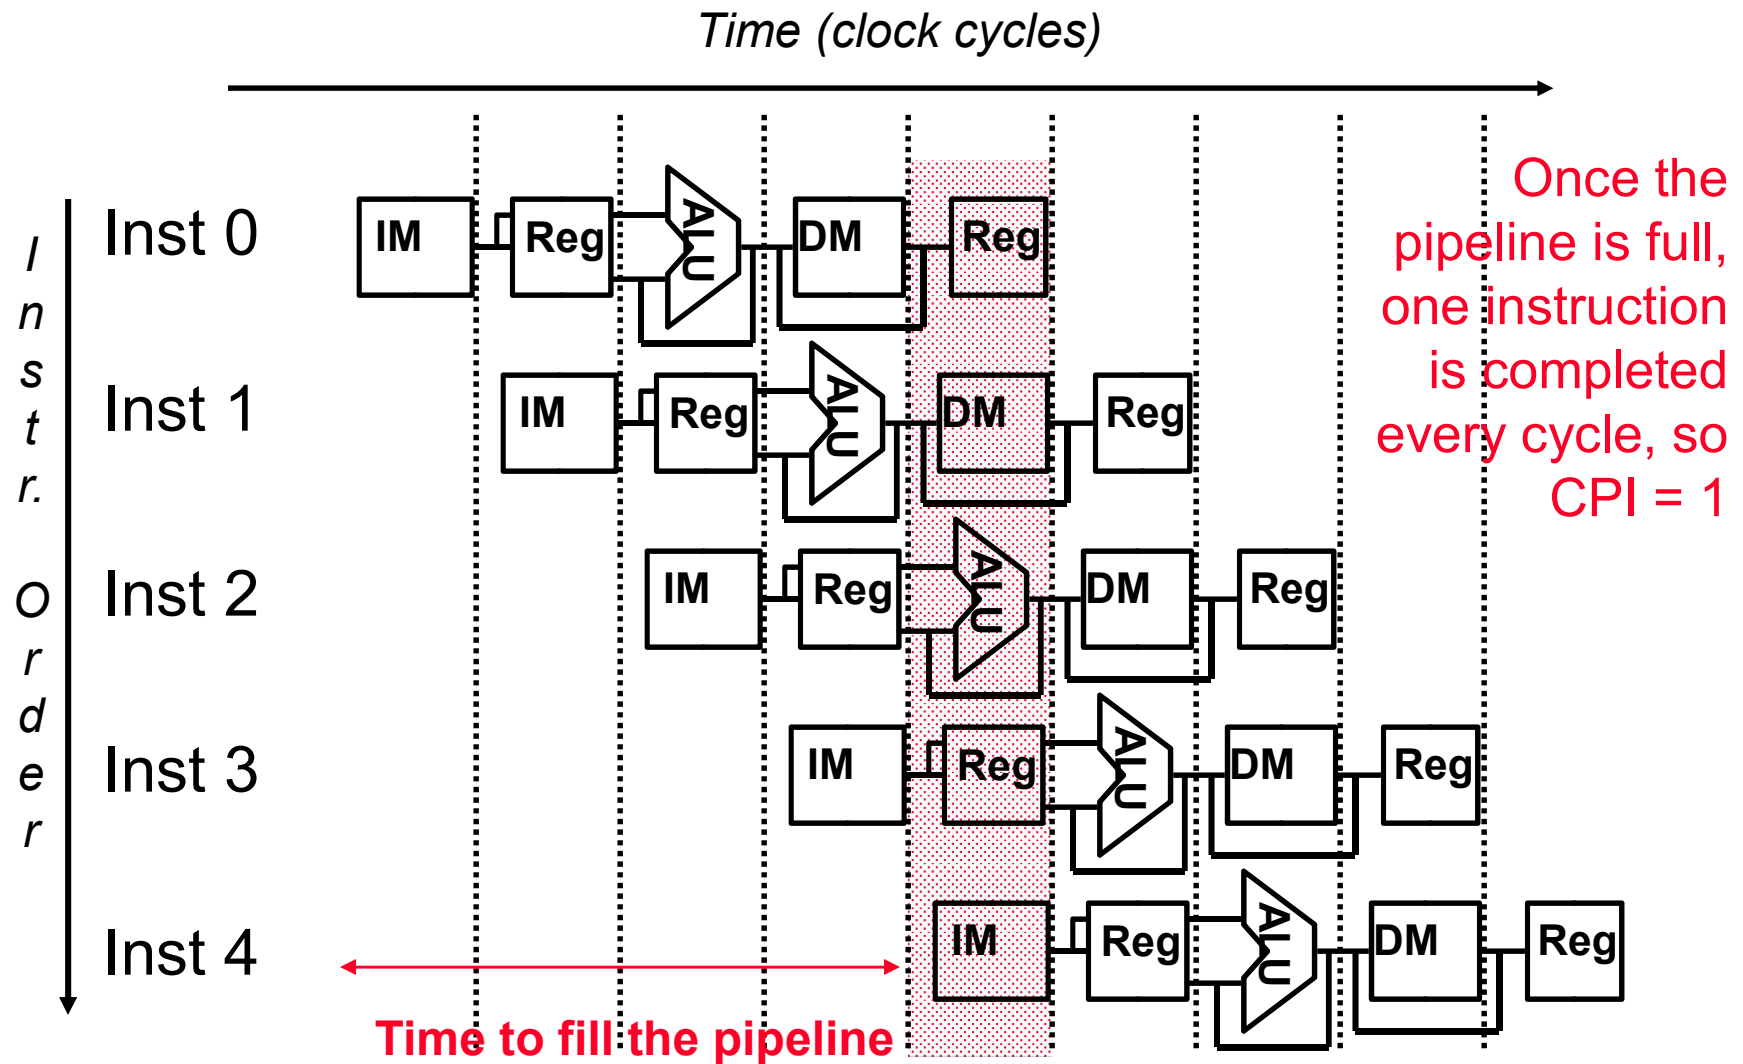 Time (clock cycles)
Instr. Order
Inst 0
IM
Reg
ALU
DM
Reg
Once the
pipeline is full,
one instruction
is completed
every cycle, so
CPI = 1
Inst 1
IM
Reg
ALU
DM
Reg
Inst 2
IM
Reg
ALU
DM
Reg
Inst 3
IM
Reg
ALU
DM
Reg
Inst 4
IM
Reg
ALU
DM
Reg
Time to fill the pipeline